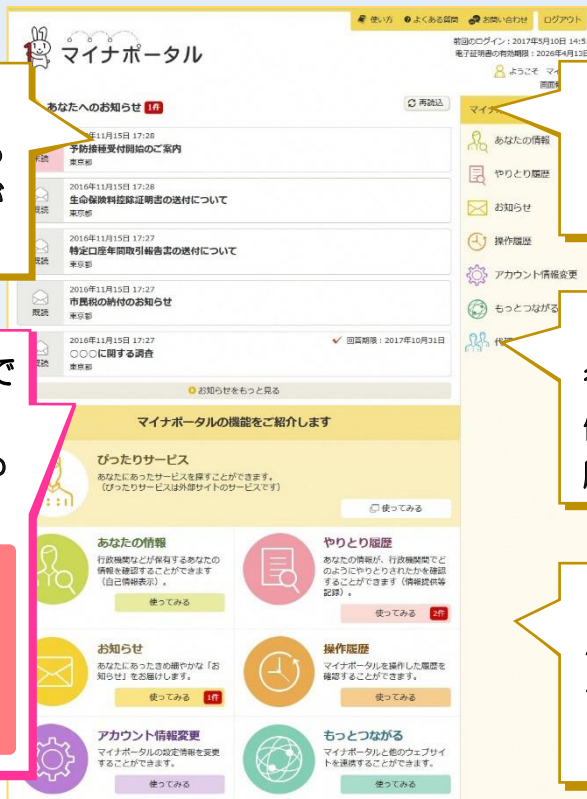 使い方 よくある質問 お問い合わせ ログアウト
マイナポータル
前回のログイン：2017年5月10日 14:5
電子証明書の有効期限：2026年4月13日
ようこそ マイ
あなたへのお知らせ 1件
再読込
年11月15日 17:28
予防接種受付開始のご案内
東京都
未読
2016年11月15日 17:28
生命保険料控除証明書の送付について
東京都
既読
2016年11月15日 17:27
特定口座年間取引報告書の送付について
東京都
既読
2016年11月15日 17:27
市民税の納付のお知らせ
東京都
既読
2016年11月15日 17:27
○○○に関する調査
東京都
既読
回答期限：2017年10月31日
お知らせをもっと見る
あなたの情報
やりとり履歴
お知らせ
操作履歴
アカウント情報変更
もっとつながる
マイナポータルの機能をご紹介します
ぴったりサービス
あなたにあったサービスを探すことができます。
（ぴったりサービスは外部サイトのサービスです）
使ってみる
あなたの情報
行政機関などが保有するあなたの
情報を確認することができます
（自己情報表示）。
使ってみる
やりとり履歴
あなたの情報が、行政機関間でど
のようにやりとりされたかを確認
することができます（情報提供等
記録）。
使ってみる 2件
お知らせ
あなたにあったきめ細やかな「お
知らせ」をお届けします。
使ってみる 1件
操作履歴
マイナポータルを操作した履歴を
確認することができます。
使ってみる
アカウント情報変更
マイナポータルの設定情報を変更
することができます。
使ってみる
もっとつながる
マイナポータルと他のウェブサイ
トを連携することができます。
使ってみる
で
の